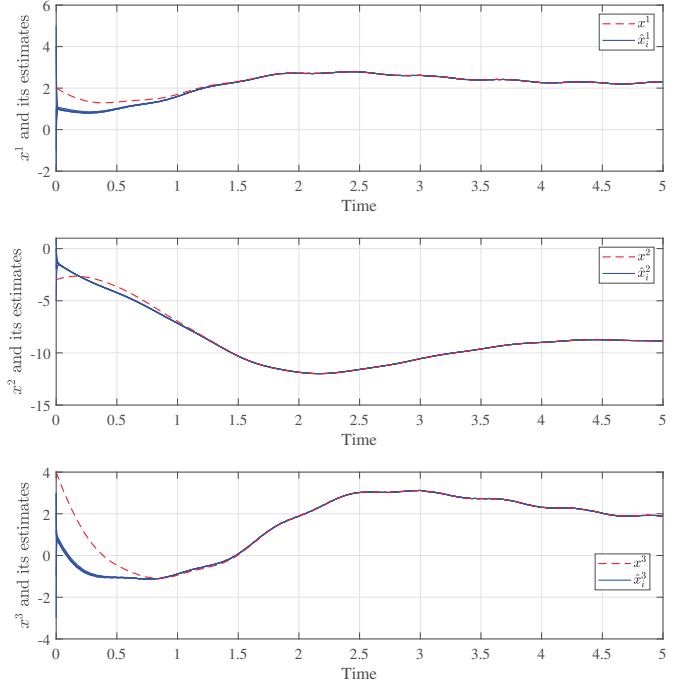 6
4
2
0
-2
x^1 and its estimates
x^1
x̂_i^1
0 0.5 1 1.5 2 2.5 3 3.5 4 4.5 5
Time
0
-5
-10
-15
x^2 and its estimates
x^2
x̂_i^2
0 0.5 1 1.5 2 2.5 3 3.5 4 4.5 5
Time
4
2
0
-2
-4
x^3 and its estimates
x^3
x̂_i^3
0 0.5 1 1.5 2 2.5 3 3.5 4 4.5 5
Time